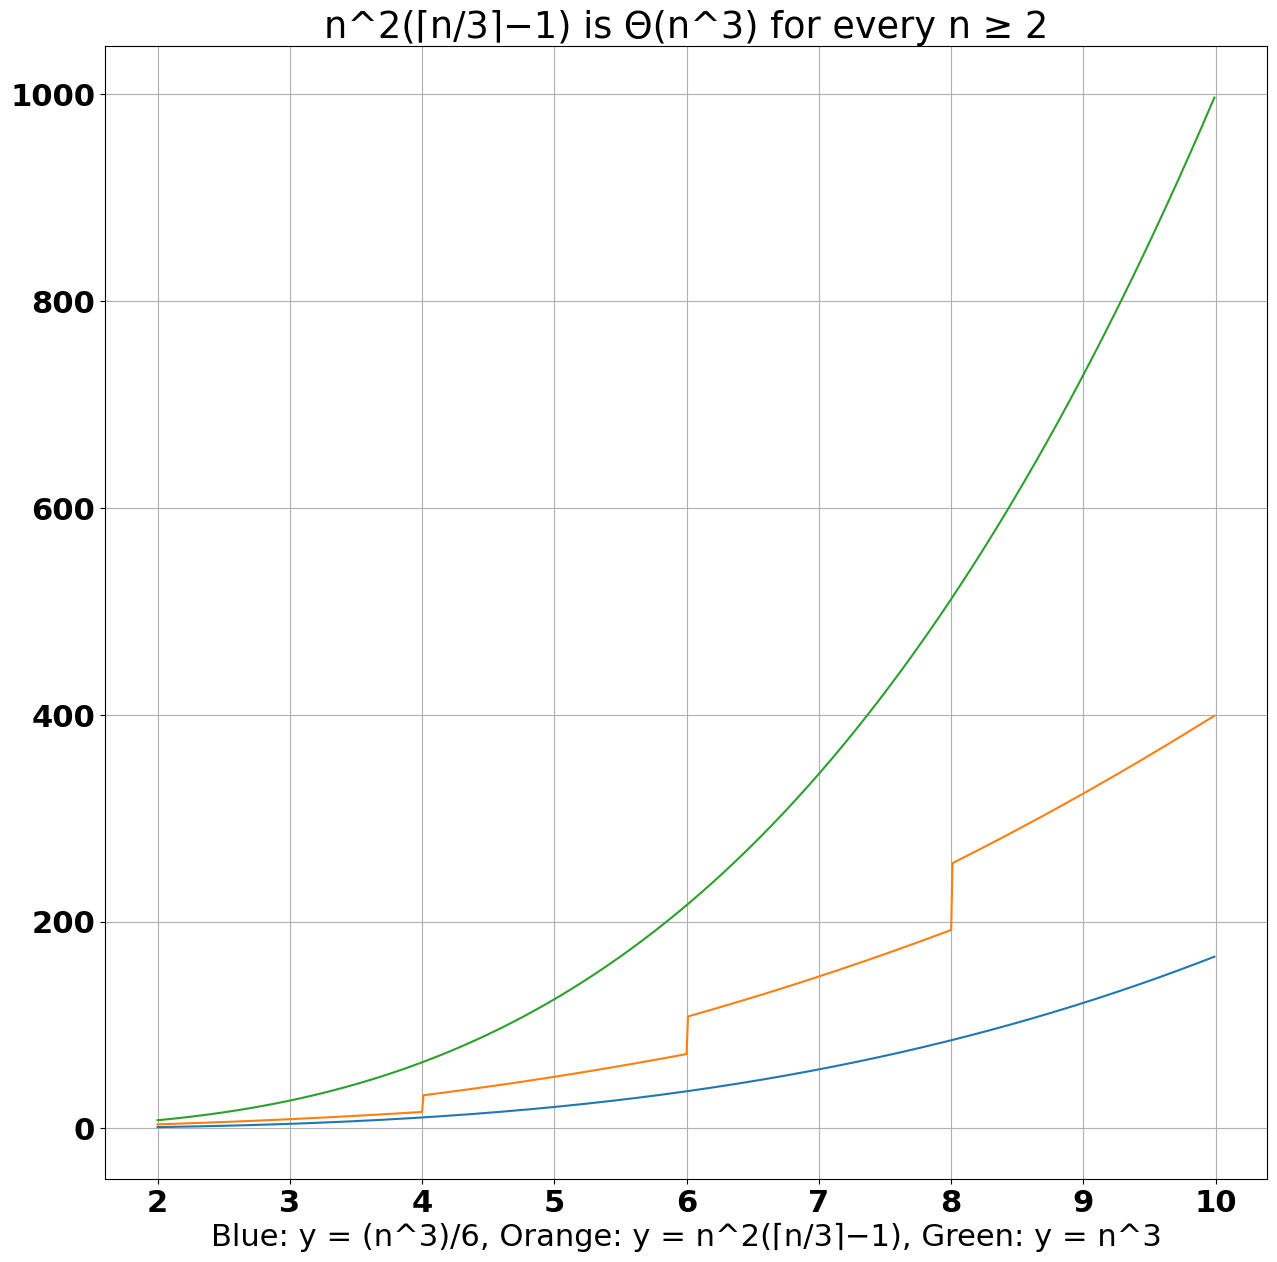 n^2(⌈n/3⌉−1) is Θ(n^3) for every n ≥ 2
1000
800
600
400
200
0
2 3 4 5 6 7 8 9 10
Blue: y = (n^3)/6, Orange: y = n^2(⌈n/3⌉−1), Green: y = n^3